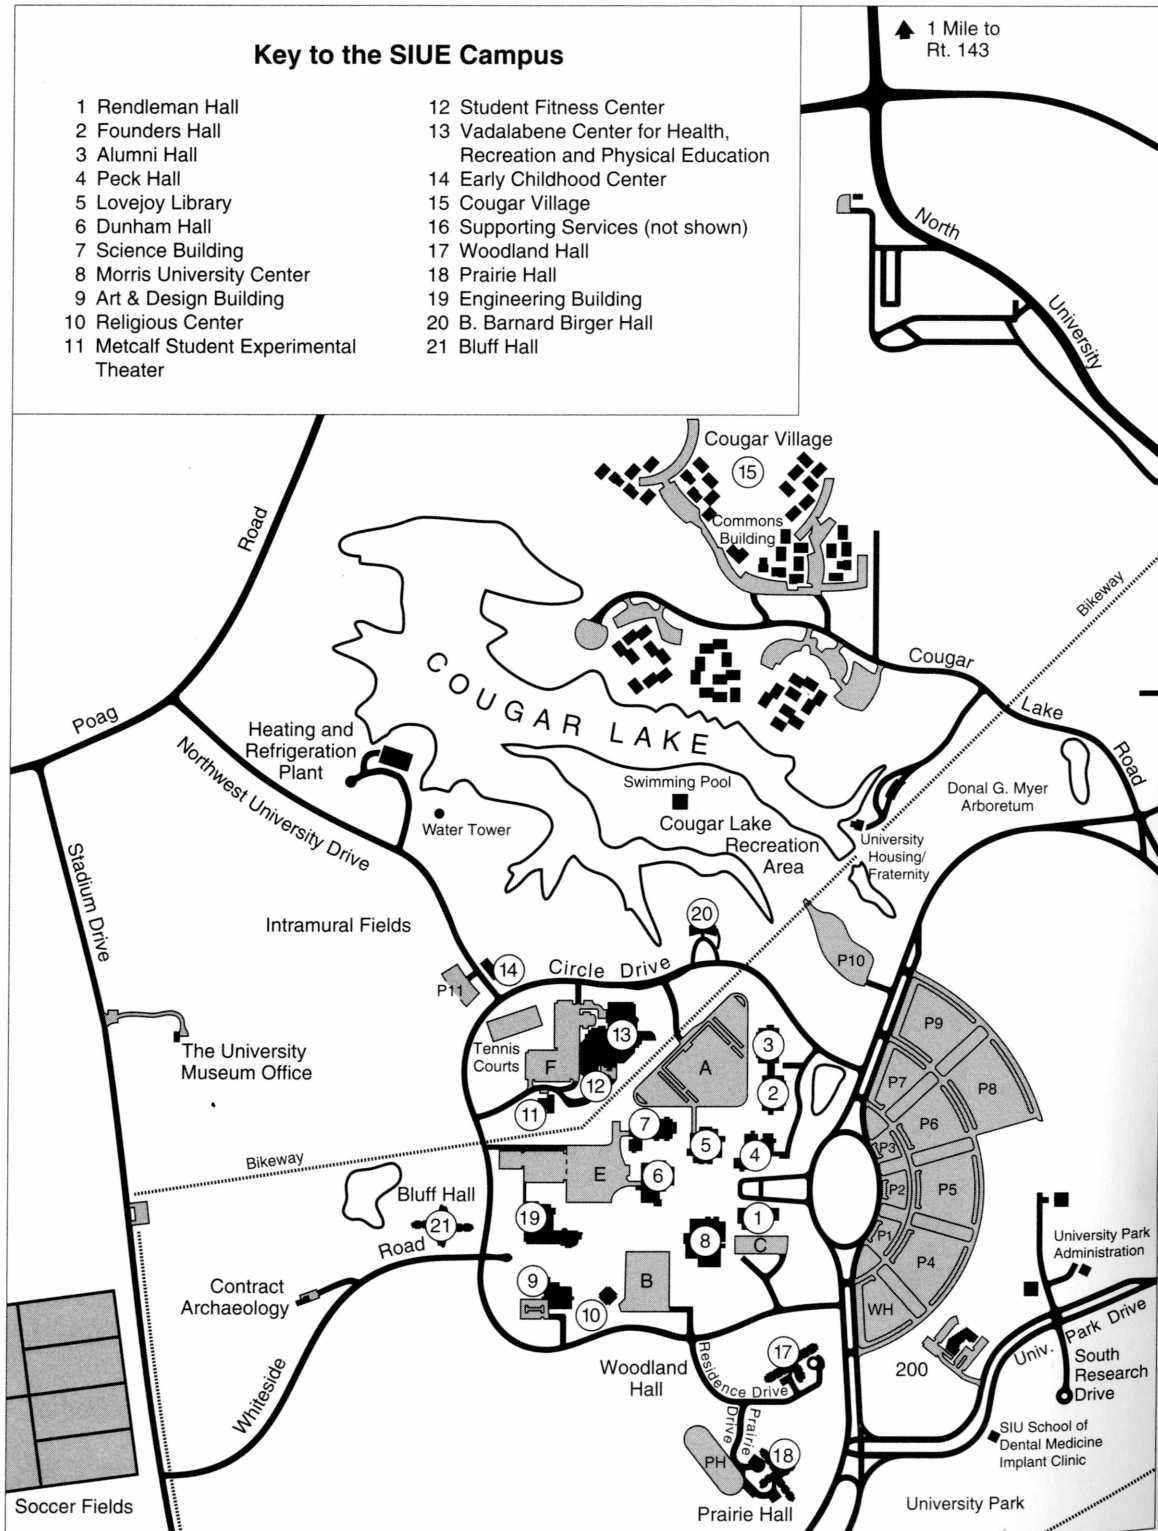 Key to the SIUE Campus
1 Rendleman Hall
2 Founders Hall
3 Alumni Hall
4 Peck Hall
5 Lovejoy Library
6 Dunham Hall
7 Science Building
8 Morris University Center
9 Art & Design Building
10 Religious Center
11 Metcalf Student Experimental
Theater
12 Student Fitness Center
13 Vadalabene Center for Health,
Recreation and Physical Education
14 Early Childhood Center
15 Cougar Village
16 Supporting Services (not shown)
17 Woodland Hall
18 Prairie Hall
19 Engineering Building
20 B. Barnard Birger Hall
21 Bluff Hall
1 Mile to
Rt. 143
North
University
Cougar Village
15
Commons
Building
Road
Bikeway
Cougar
Lake
Road
COUGAR LAKE
Poag
Heating and
Refrigeration
Plant
Northwest University Drive
Water Tower
Swimming Pool
Cougar Lake
Recreation
Area
Donal G. Myer
Arboretum
University
Housing/
Fraternity
Stadium Drive
Intramural Fields
20
14
Circle Drive
P10
P11
P9
13
Tennis
Courts
F
A
3
The University
Museum Office
12
2
P7
P8
11
7
5
4
P6
P3
Bikeway
E
6
P2
P5
Bluff Hall
21
19
1
P1
Road
8
C
P4
University Park
Administration
Contract
Archaeology
9
B
10
WH
Univ. Park Drive
Whiteside
Woodland
Hall
17
Residence Drive
200
South
Research
Drive
Prairie
Drive
SIU School of
Dental Medicine
Implant Clinic
PH
18
Soccer Fields
Prairie Hall
University Park